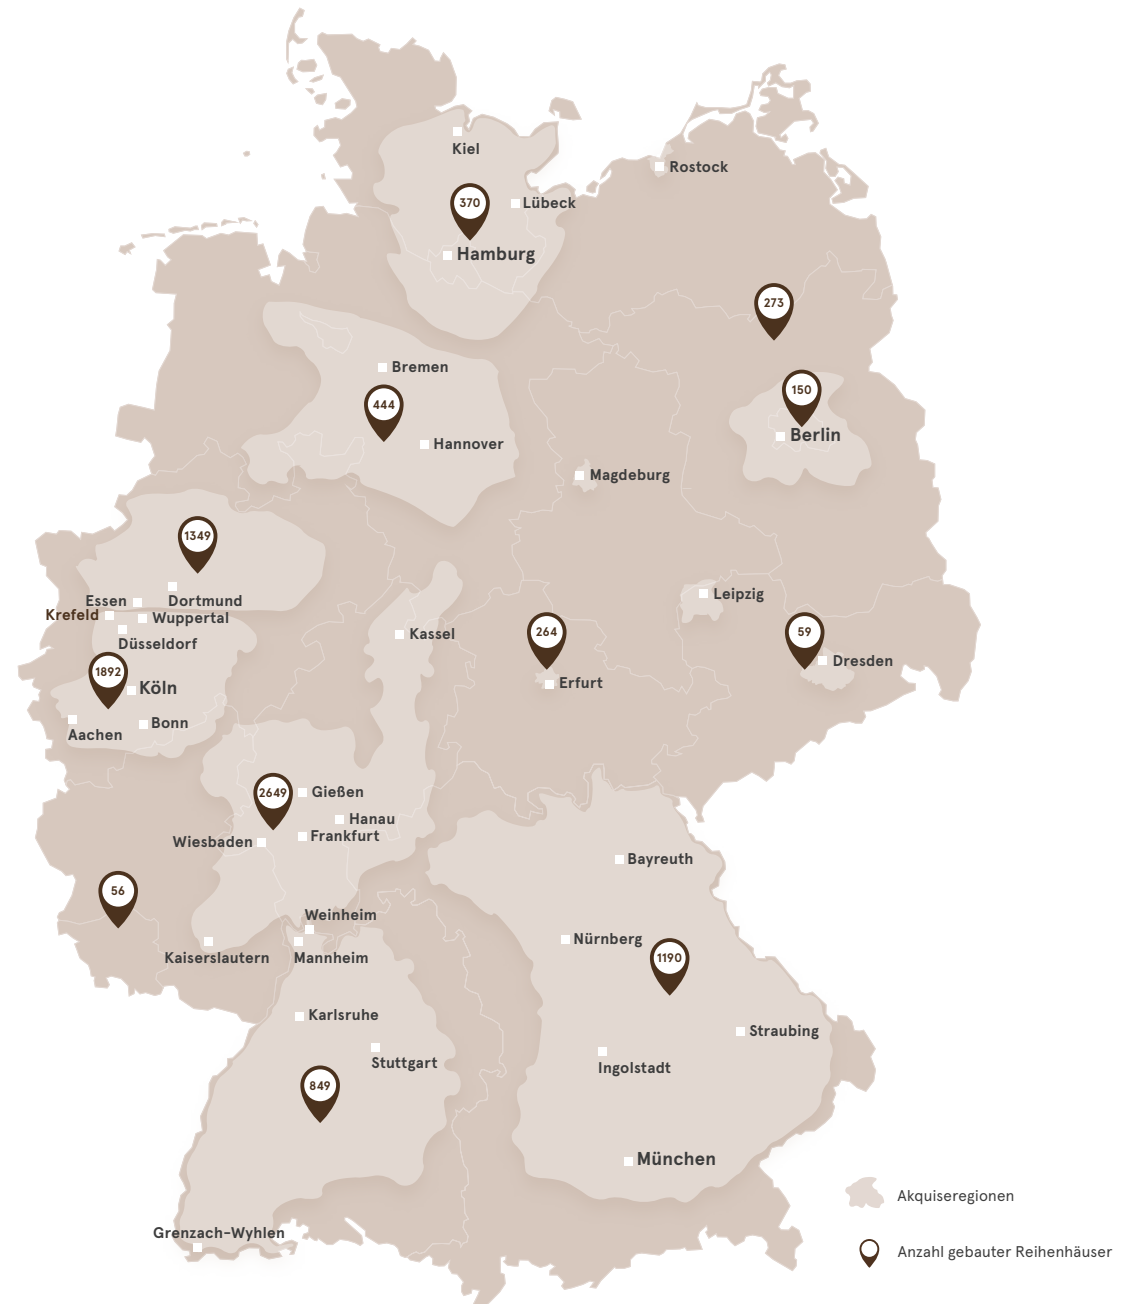 Kiel
Rostock
370
Lübeck
Hamburg
273
Bremen
150
444
Berlin
Hannover
Magdeburg
1349
Leipzig
Essen
Dortmund
Krefeld
Wuppertal
Düsseldorf
Kassel
264
59
Dresden
1892
Köln
Erfurt
Bonn
Aachen
2649
Gießen
Hanau
Frankfurt
Wiesbaden
Bayreuth
56
Weinheim
Nürnberg
Kaiserslautern
Mannheim
1190
Karlsruhe
Straubing
Stuttgart
Ingolstadt
849
München
Akquiseregionen
Grenzach-Wyhlen
Anzahl gebauter Reihenhäuser